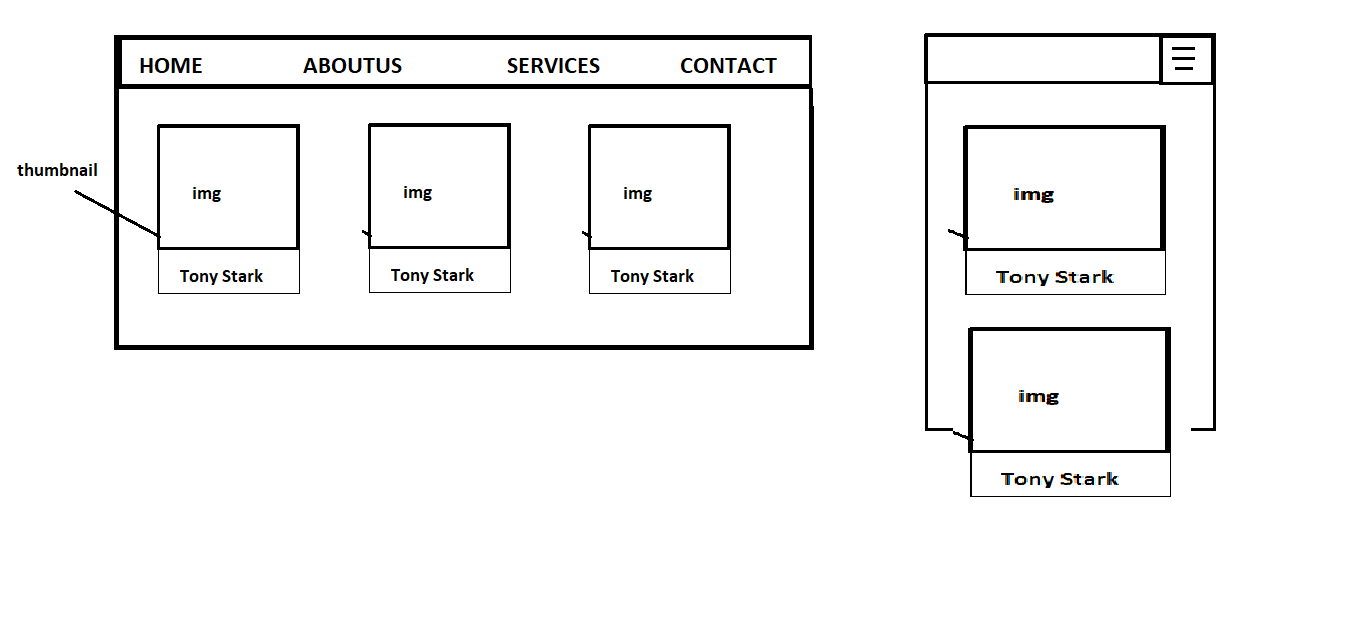 HOME ABOUTUS SERVICES CONTACT
thumbnail
img img img
Tony Stark Tony Stark Tony Stark
img
Tony Stark
img
Tony Stark